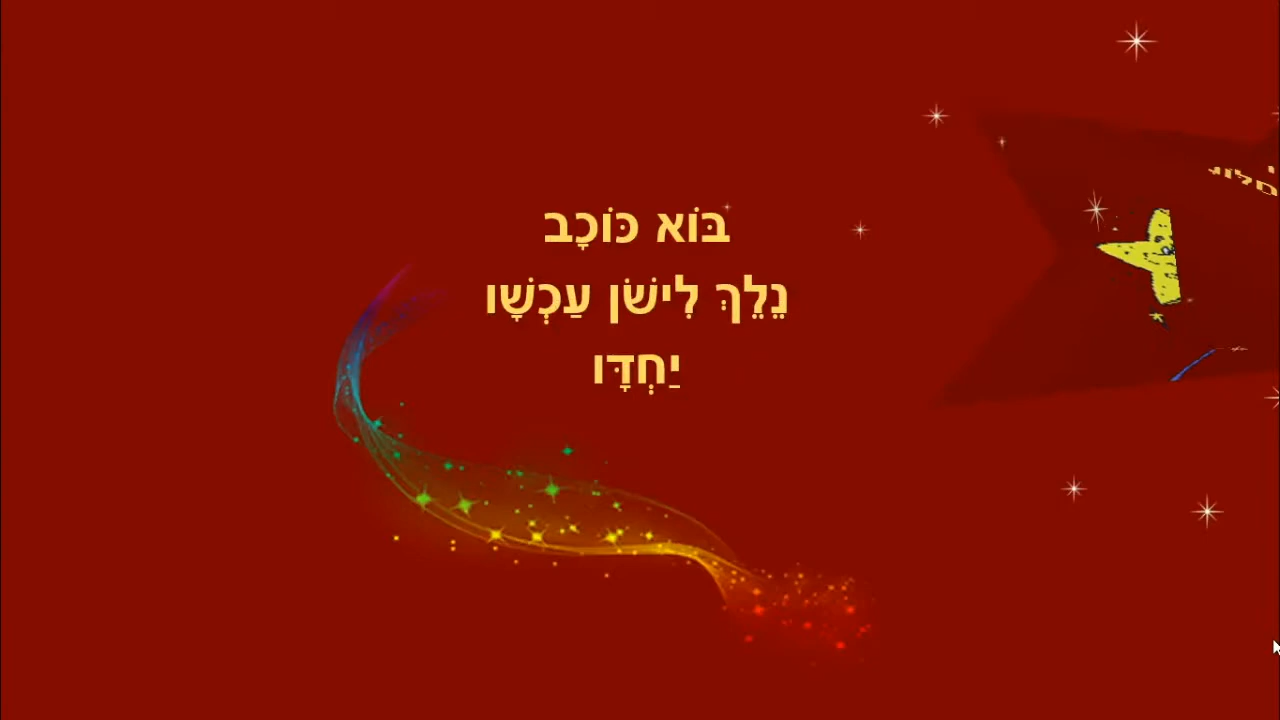 בּוֹא כּוֹכָב
נֵלֵךְ לִישֹׁן עַכְשָׁו
יַחְדָּו